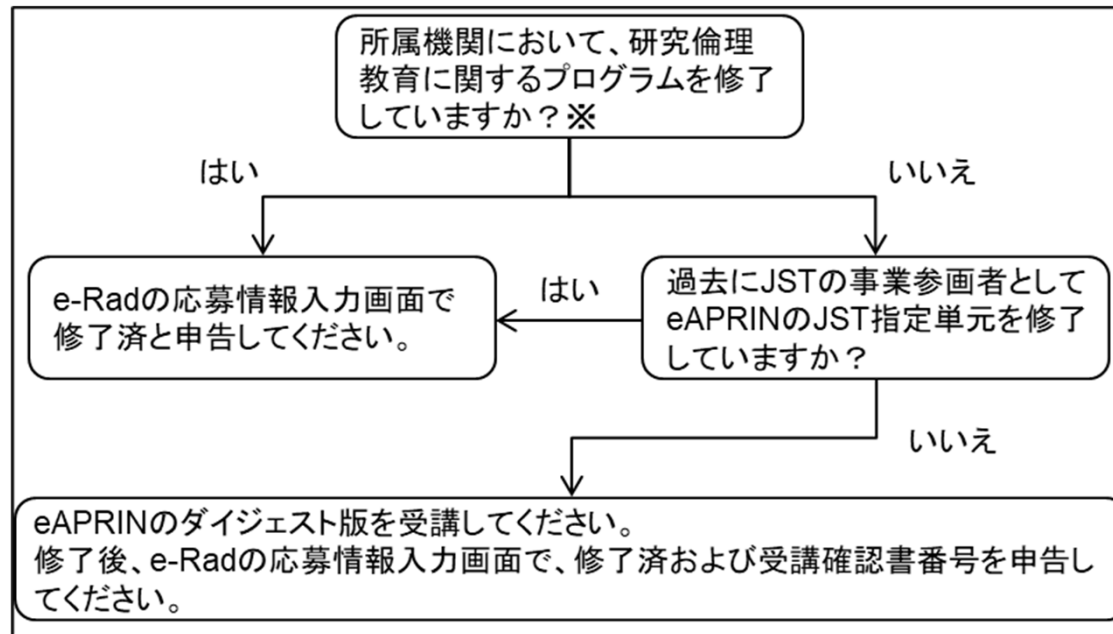 所属機関において、研究倫理
教育に関するプログラムを修了
していますか？※
はい
いいえ
e-Radの応募情報入力画面で
修了済と申告してください。
はい
過去にJSTの事業参画者として
eAPRINのJST指定単元を修了
していますか？
いいえ
eAPRINのダイジェスト版を受講してください。
修了後、e-Radの応募情報入力画面で、修了済および受講確認書番号を申告し
てください。